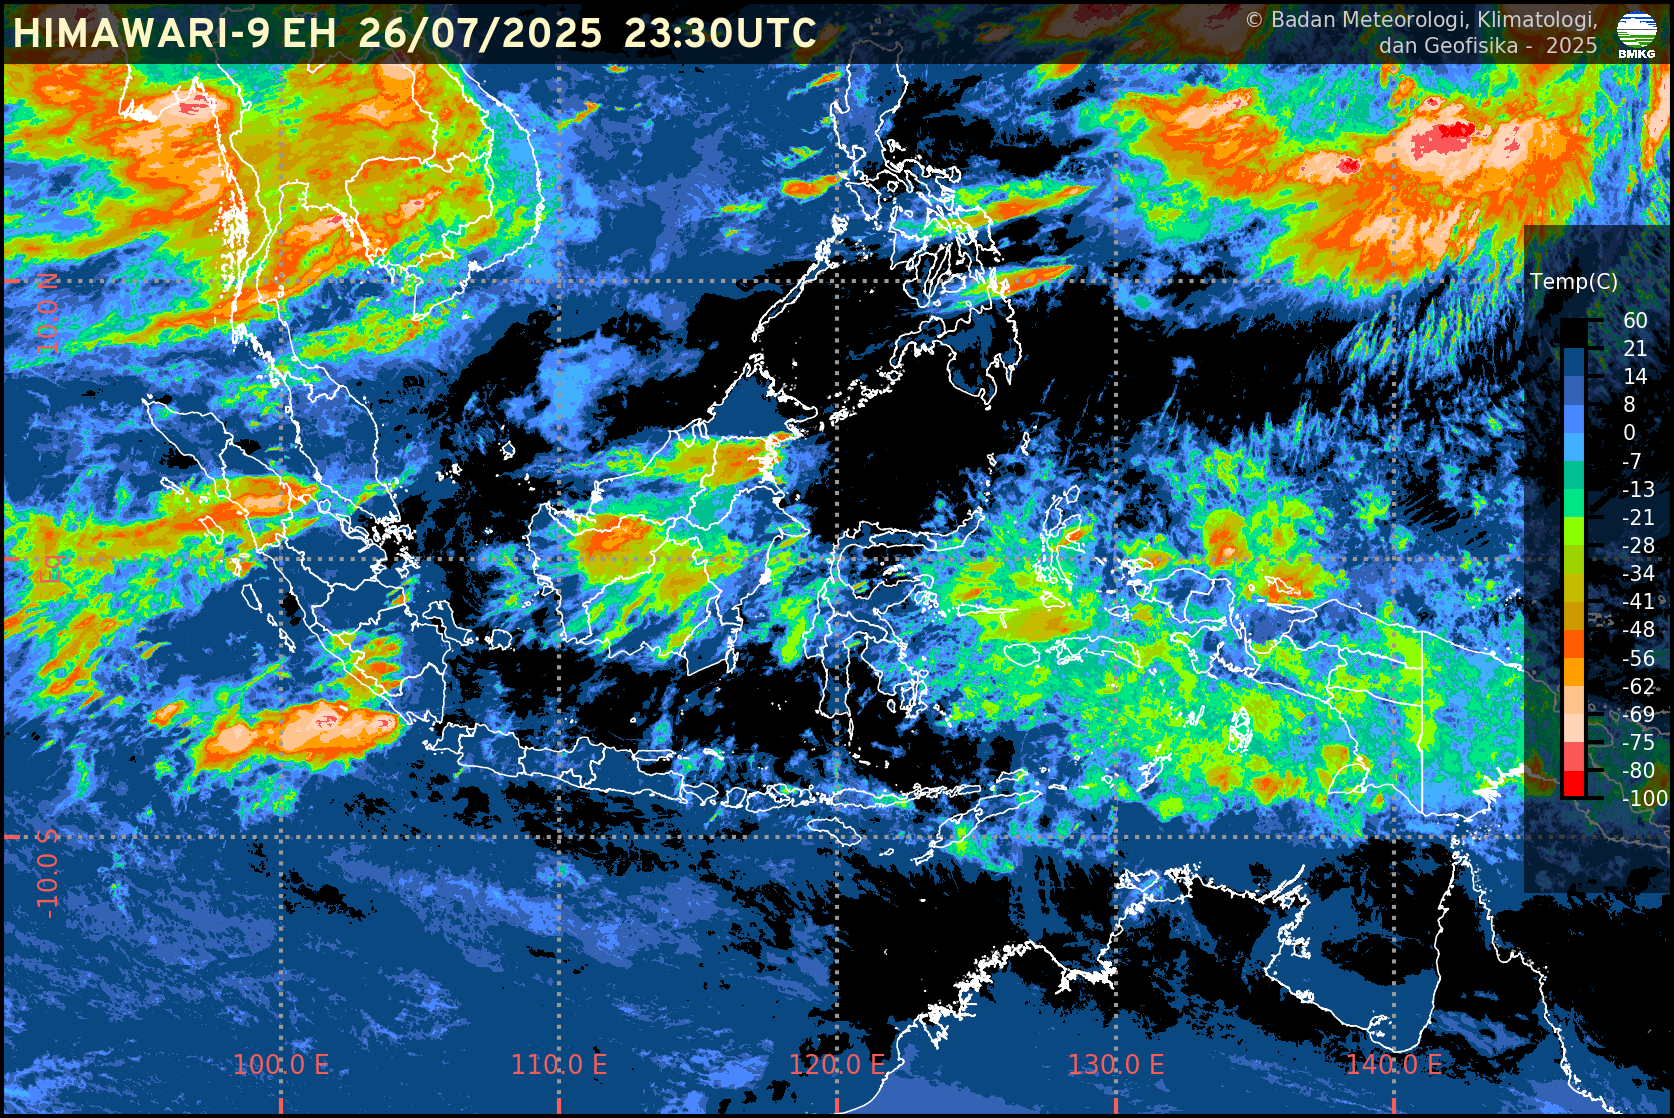 HIMAWARI-9 EH 26/07/2025 23:30UTC
© Badan Meteorologi, Klimatologi,
dan Geofisika - 2025
BMKG
Temp(C)
60
21
14
8
0
-7
-13
-21
-28
-34
-41
-48
-56
-62
-69
-75
-80
-100
10.0 N
Eq
-10.0 S
100.0 E
110.0 E
120.0 E
130.0 E
140.0 E